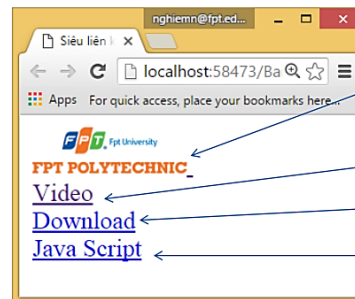 nghiemn@fpt.ed...
Siêu liên k
localhost:58473/Ba
Apps For quick access, place your bookmarks here...
FPT Fpt University
FPT POLYTECHNIC
Video
Download
Java Script